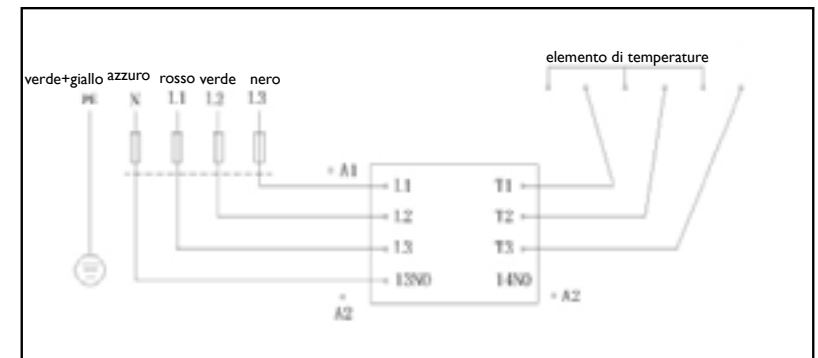 elemento di temperature
verde+giallo azzuro rosso verde nero
PE N L1 L2 L3
A1
L1 T1
L2 T2
L3 T3
13NO 14NO
A2 A2